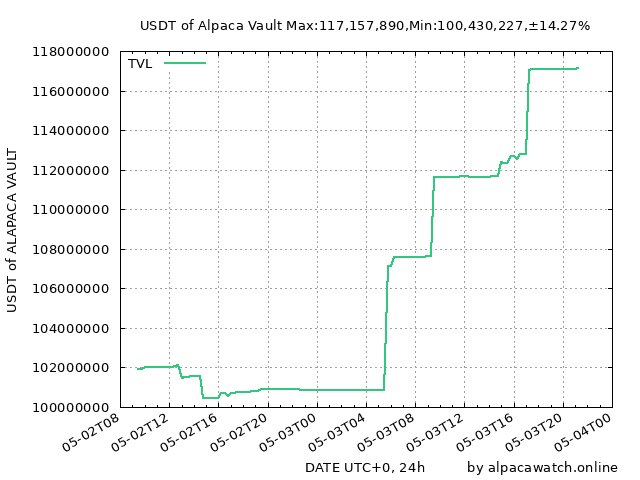 USDT of Alpaca Vault Max:117,157,890,Min:100,430,227,±14.27%
TVL
118000000
116000000
114000000
112000000
110000000
108000000
106000000
104000000
102000000
100000000
USDT of ALAPACA VAULT
05-02T08
05-02T12
05-02T16
05-02T20
05-03T00
05-03T04
05-03T08
05-03T12
05-03T16
05-03T20
05-04T00
DATE UTC+0, 24h
by alpacawatch.online